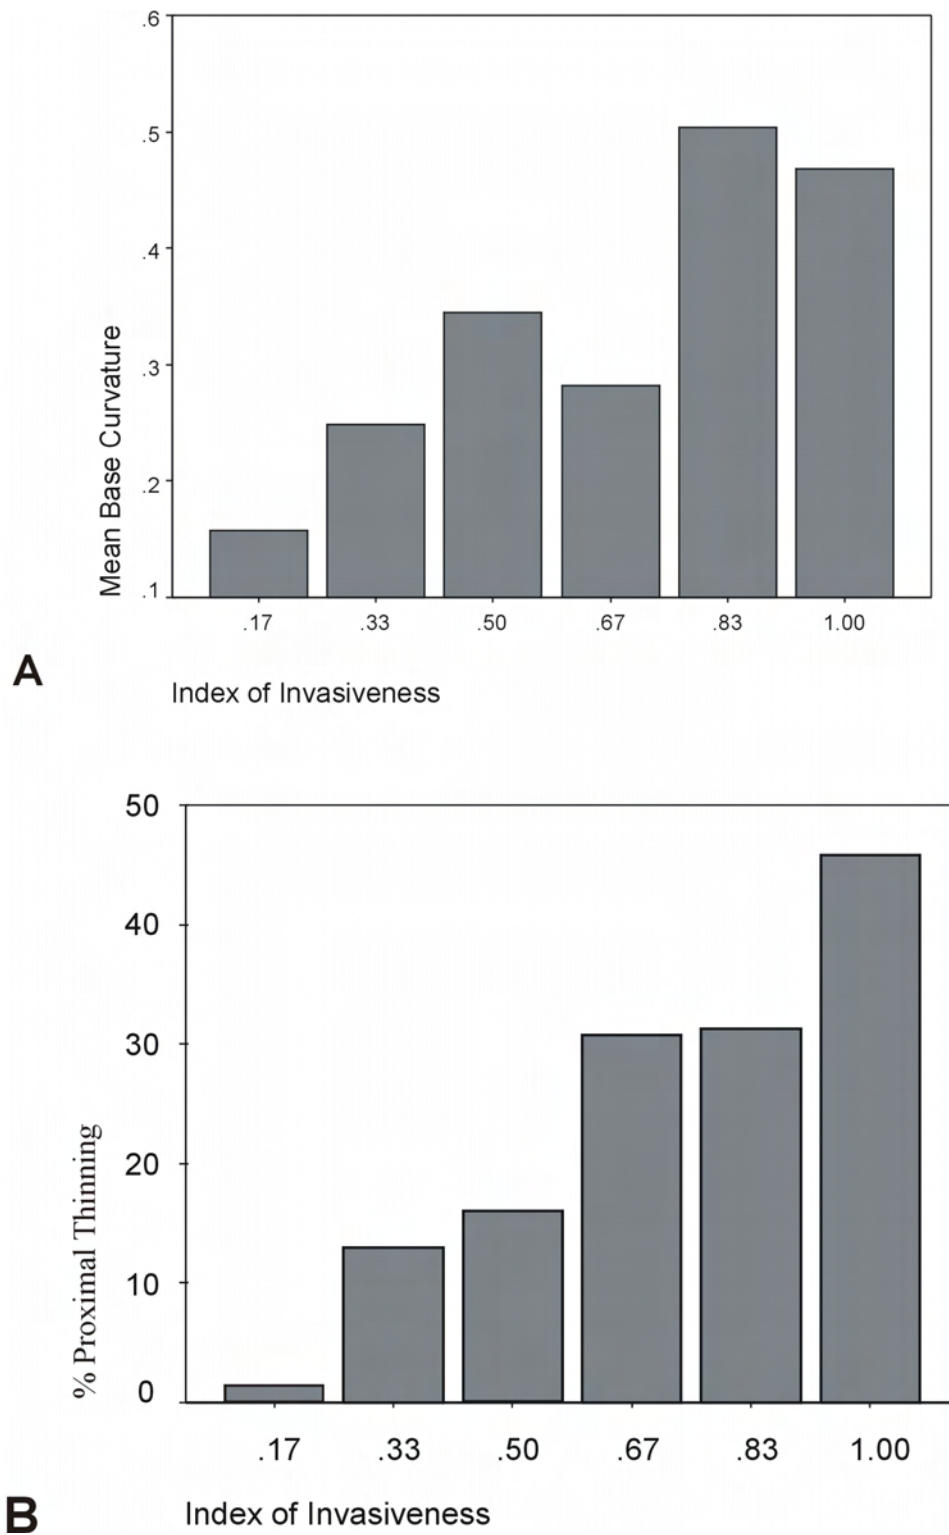 .6
.5
.4
.3
.2
.1
Mean Base Curvature
.17 .33 .50 .67 .83 1.00
A
Index of Invasiveness
50
40
30
20
10
0
% Proximal Thinning
.17 .33 .50 .67 .83 1.00
B
Index of Invasiveness